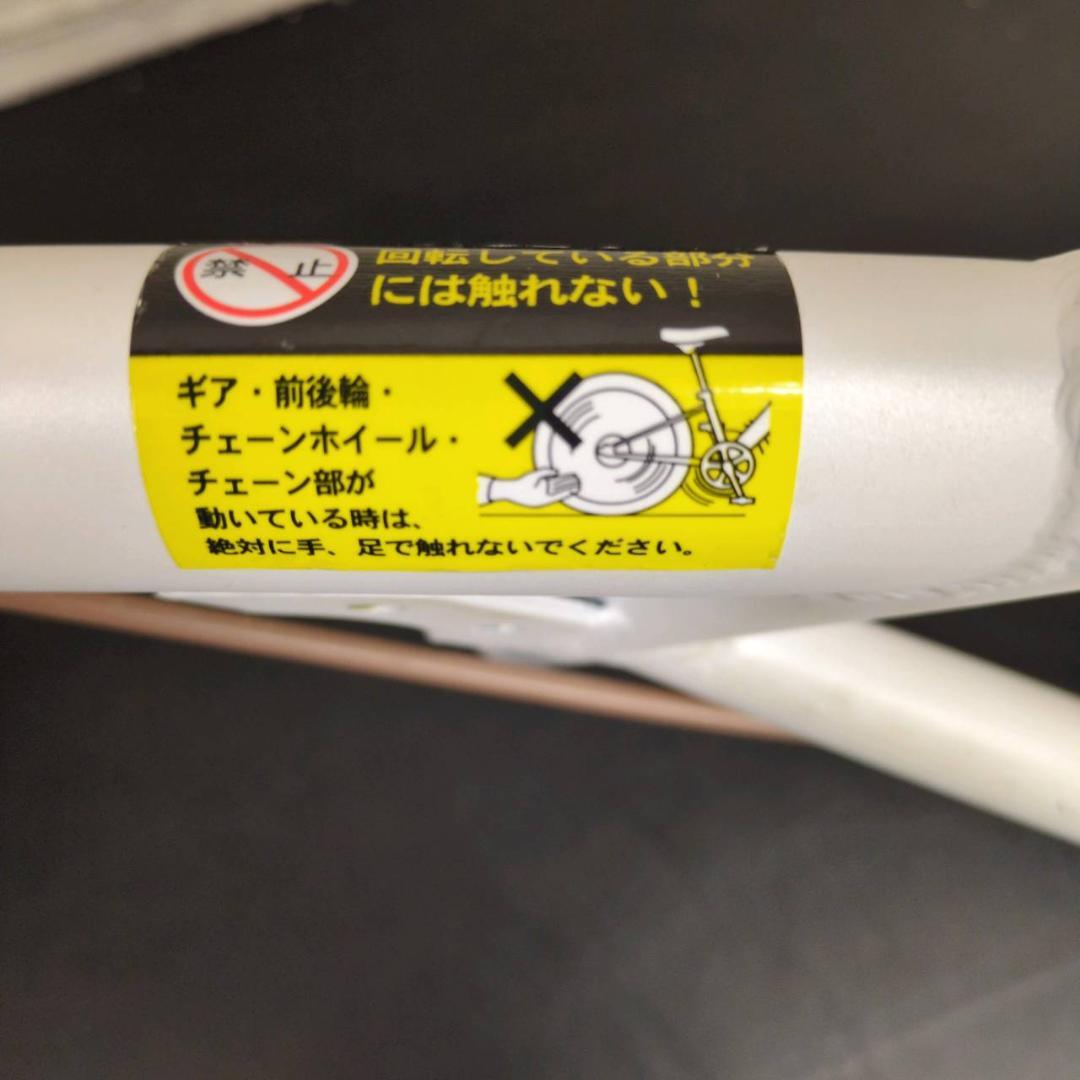 禁止
回転している部分
には触れない！
ギア・前後輪・
チェーンホイール・
チェーン部が
動いている時は、
絶対に手、足で触れないでください。